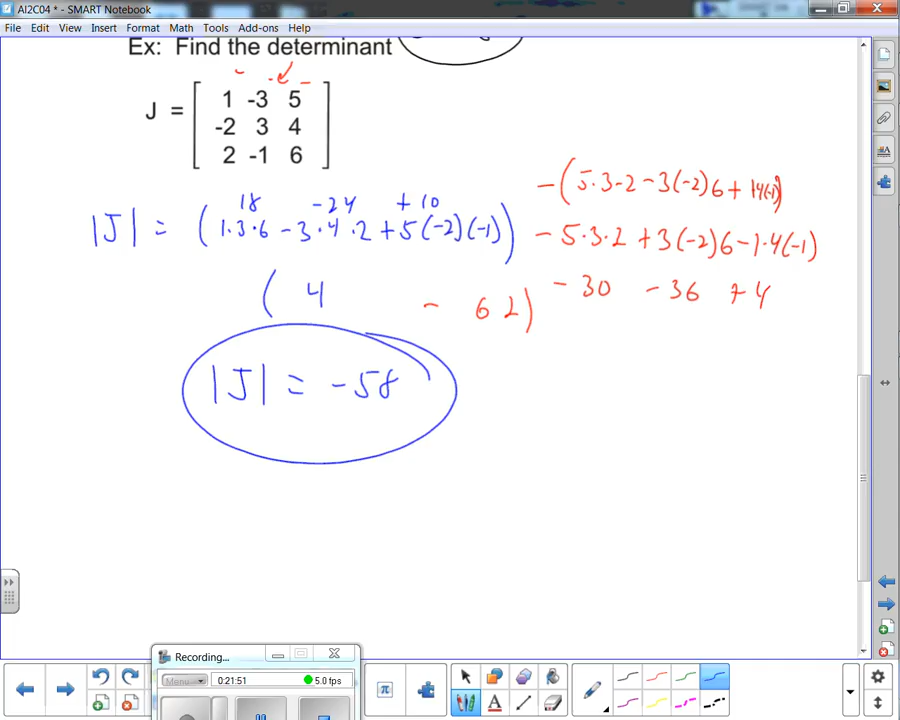 AI2C04 * - SMART Notebook
File Edit View Insert Format Math Tools Add-ons Help
Ex: Find the determinant
J = [ 1 -3 5
-2 3 4
2 -1 6 ]
-(5·3·2 - 3(-2)6 + 1·4(-1))
18 -24 +10
|J| = (1·3·6 - 3·4·2 + 5(-2)(-1)) - 5·3·2 + 3(-2)6 - 1·4(-1)
- 30 - 36 + 4
( 4 - 62)
|J| = -58
Recording...
Menu 0:21:51 5.0 fps
π
A